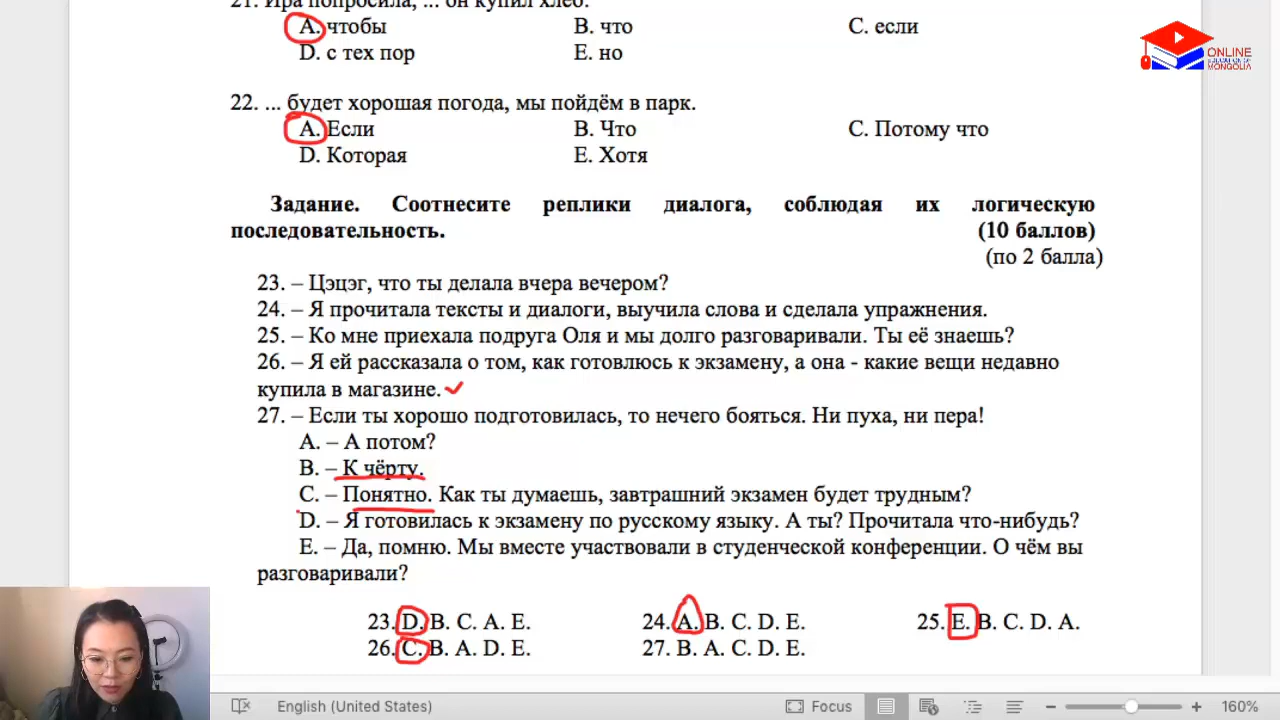 21. Ира попросила, ... он купил хлеб.
A. чтобы B. что C. если
D. с тех пор E. но
22. ... будет хорошая погода, мы пойдём в парк.
A. Если B. Что C. Потому что
D. Которая E. Хотя
Задание. Соотнесите реплики диалога, соблюдая их логическую
последовательность. (10 баллов)
(по 2 балла)
23. – Цэцэг, что ты делала вчера вечером?
24. – Я прочитала тексты и диалоги, выучила слова и сделала упражнения.
25. – Ко мне приехала подруга Оля и мы долго разговаривали. Ты её знаешь?
26. – Я ей рассказала о том, как готовлюсь к экзамену, а она - какие вещи недавно
купила в магазине.
27. – Если ты хорошо подготовилась, то нечего бояться. Ни пуха, ни пера!
A. – А потом?
B. – К чёрту.
C. – Понятно. Как ты думаешь, завтрашний экзамен будет трудным?
D. – Я готовилась к экзамену по русскому языку. А ты? Прочитала что-нибудь?
E. – Да, помню. Мы вместе участвовали в студенческой конференции. О чём вы
разговаривали?
23. D. B. C. A. E. 24. A. B. C. D. E. 25. E. B. C. D. A.
26. C. B. A. D. E. 27. B. A. C. D. E.
ONLINE
EDUCATION OF
MONGOLIA
English (United States) Focus 160%